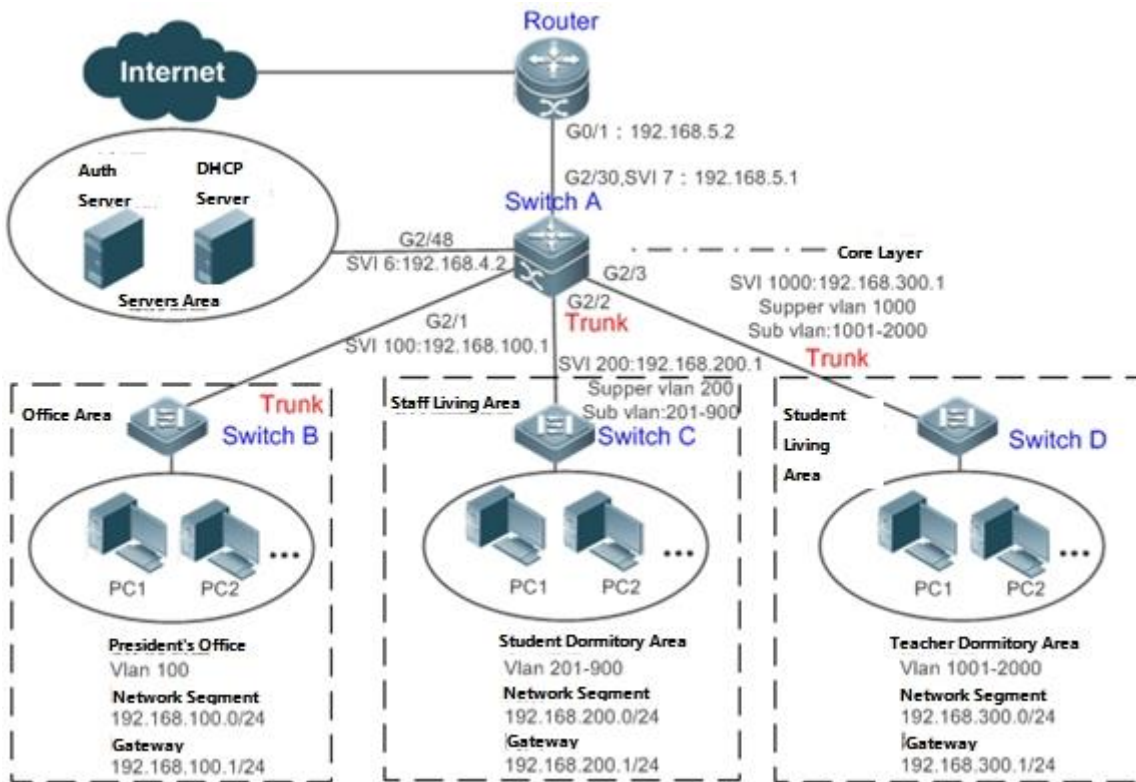 Router
Internet
G0/1 : 192.168.5.2
G2/30,SVI 7 : 192.168.5.1
Switch A
Auth
Server
DHCP
Server
Servers Area
G2/48
SVI 6:192.168.4.2
Core Layer
G2/3
SVI 1000:192.168.300.1
Supper vlan 1000
Sub vlan:1001-2000
Trunk
G2/2
Trunk
G2/1
SVI 100:192.168.100.1
SVI 200:192.168.200.1
Supper vlan 200
Sub vlan:201-900
Office Area
Trunk
Switch B
PC1
PC2
...
President's Office
Vlan 100
Network Segment
192.168.100.0/24
Gateway
192.168.100.1/24
Staff Living Area
Switch C
PC1
PC2
...
Student Dormitory Area
Vlan 201-900
Network Segment
192.168.200.0/24
Gateway
192.168.200.1/24
Student
Living
Area
Switch D
PC1
PC2
...
Teacher Dormitory Area
Vlan 1001-2000
Network Segment
192.168.300.0/24
Gateway
192.168.300.1/24